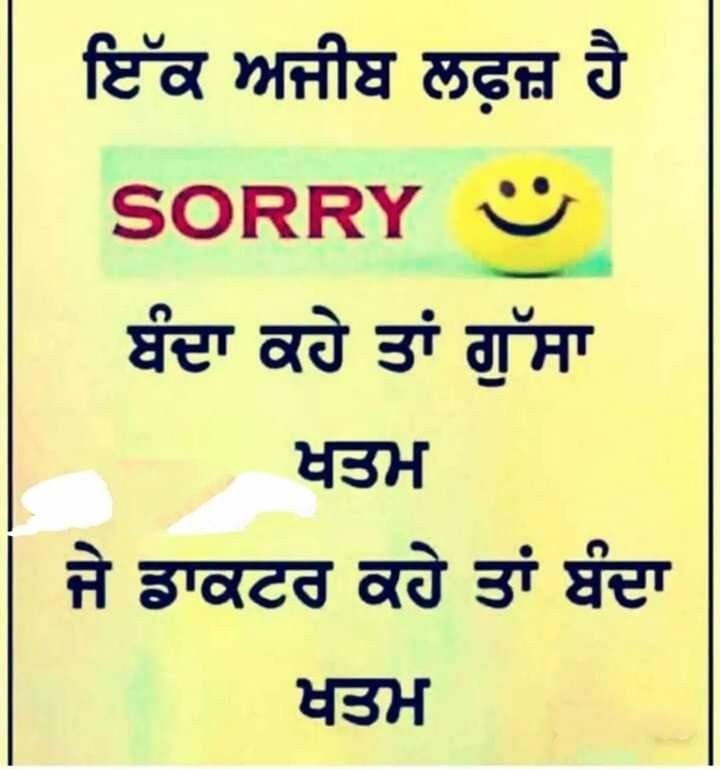 ਇੱਕ ਅਜੀਬ ਲਫ਼ਜ਼ ਹੈ
SORRY
ਬੰਦਾ ਕਹੇ ਤਾਂ ਗੁੱਸਾ
ਖਤਮ
ਜੇ ਡਾਕਟਰ ਕਹੇ ਤਾਂ ਬੰਦਾ
ਖਤਮ